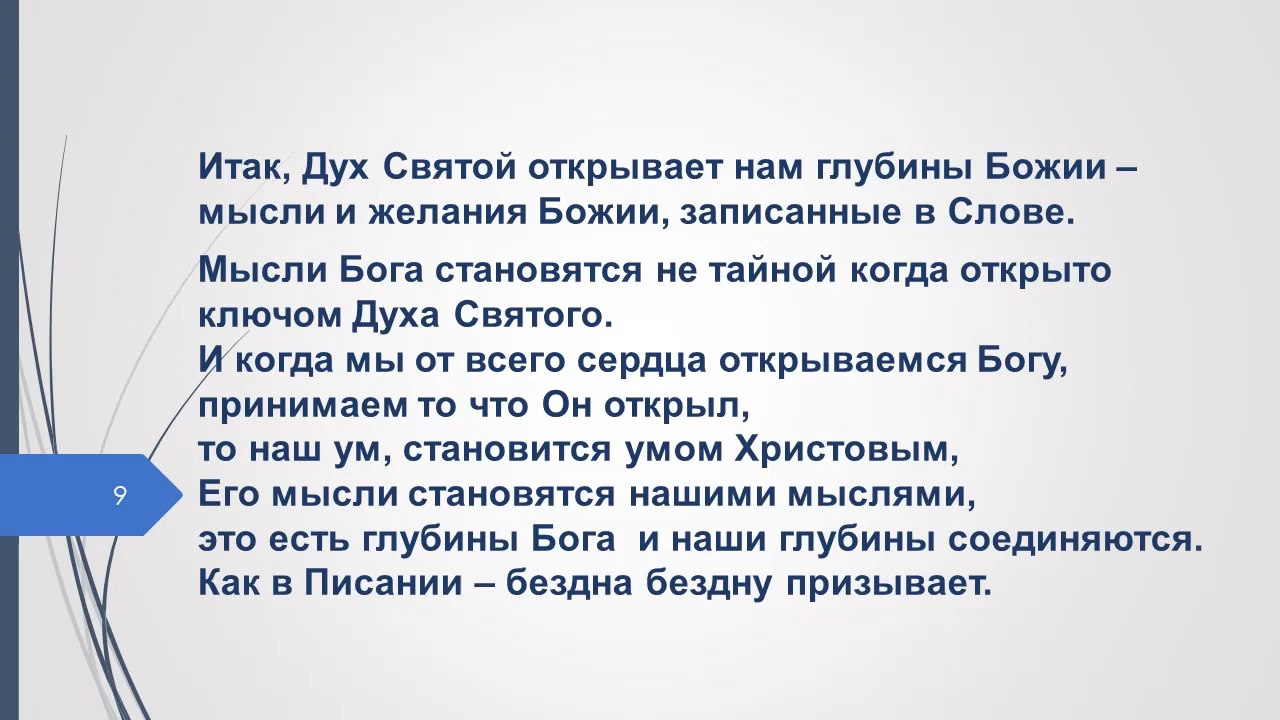 Итак, Дух Святой открывает нам глубины Божии –
мысли и желания Божии, записанные в Слове.
Мысли Бога становятся не тайной когда открыто
ключом Духа Святого.
И когда мы от всего сердца открываемся Богу,
принимаем то что Он открыл,
то наш ум, становится умом Христовым,
Его мысли становятся нашими мыслями,
это есть глубины Бога  и наши глубины соединяются.
Как в Писании – бездна бездну призывает.
9